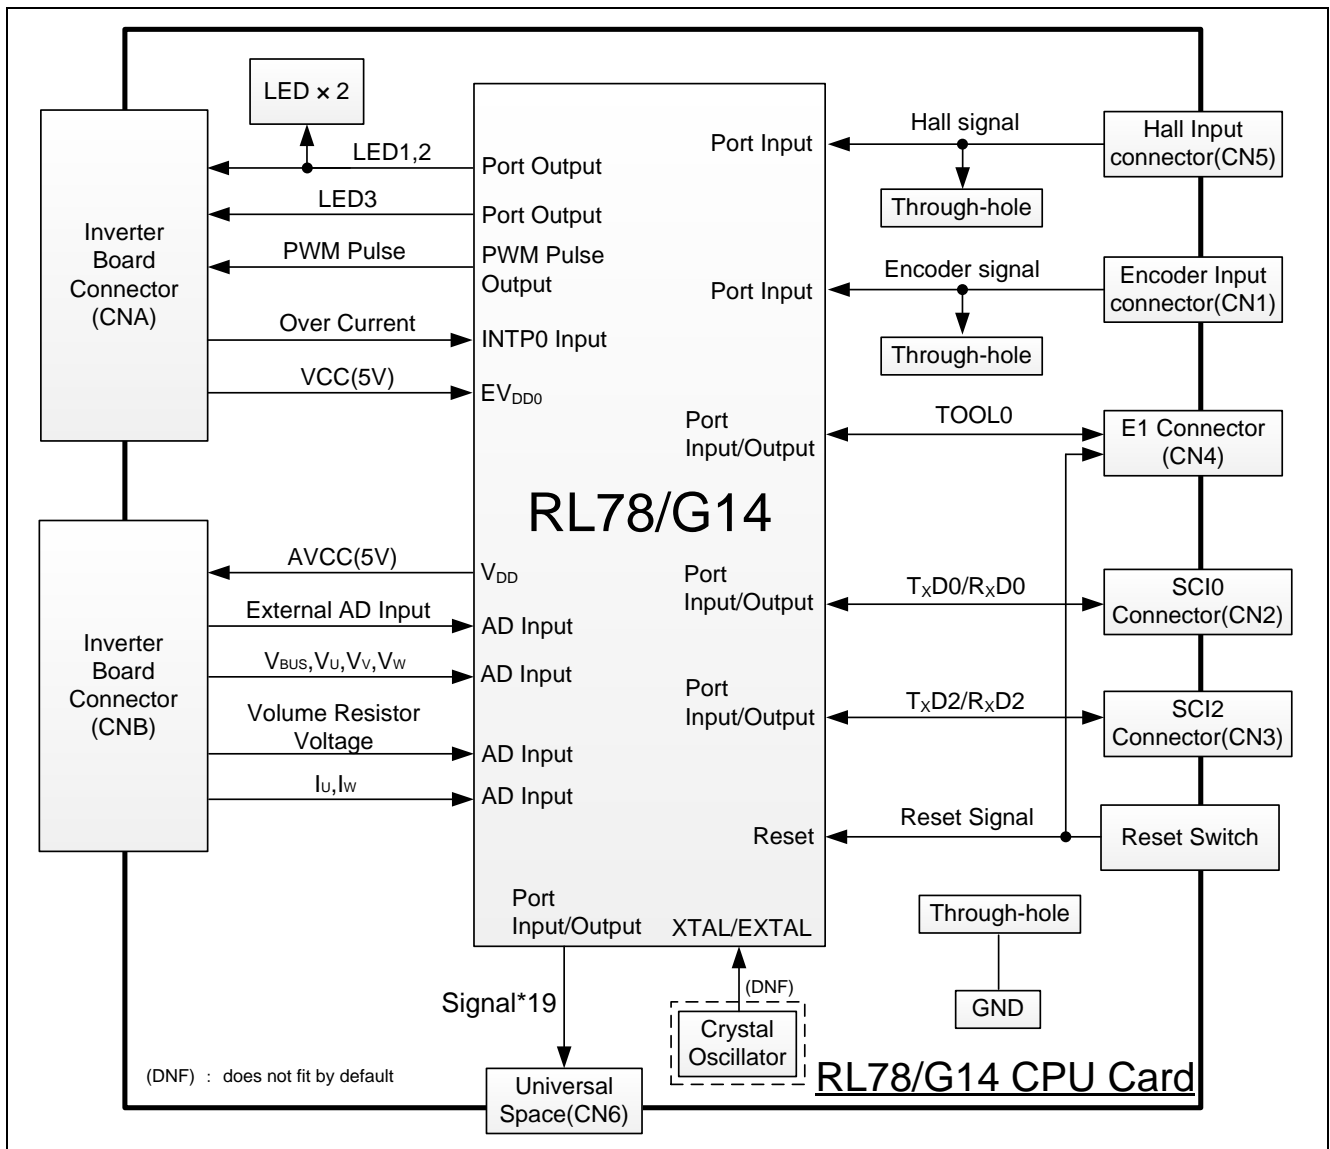 LED × 2
LED1,2
LED3
PWM Pulse
Over Current
VCC(5V)
Inverter
Board
Connector
(CNA)
Port Output
Port Output
PWM Pulse
Output
INTP0 Input
EVDD0
Port Input
Hall signal
Hall Input
connector(CN5)
Through-hole
Port Input
Encoder signal
Encoder Input
connector(CN1)
Through-hole
Port
Input/Output
TOOL0
E1 Connector
(CN4)
RL78/G14
Inverter
Board
Connector
(CNB)
AVCC(5V)
External AD Input
VBUS,VU,VV,VW
Volume Resistor
Voltage
IU,IW
VDD
AD Input
AD Input
AD Input
AD Input
Port
Input/Output
TXD0/RXD0
SCI0
Connector(CN2)
Port
Input/Output
TXD2/RXD2
SCI2
Connector(CN3)
Reset
Reset Signal
Reset Switch
Port
Input/Output
XTAL/EXTAL
Through-hole
GND
Signal*19
(DNF)
Crystal
Oscillator
(DNF) : does not fit by default
Universal
Space(CN6)
RL78/G14 CPU Card